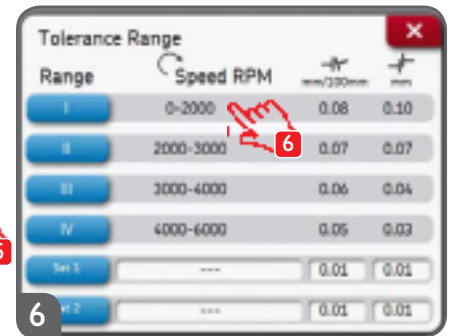 Tolerance Range
Range Speed RPM mm/100mm mm
I 0-2000 0.08 0.10
6
II 2000-3000 0.07 0.07
III 3000-4000 0.06 0.04
IV 4000-6000 0.05 0.03
Set 1 --- 0.01 0.01
2 --- 0.01 0.01
6